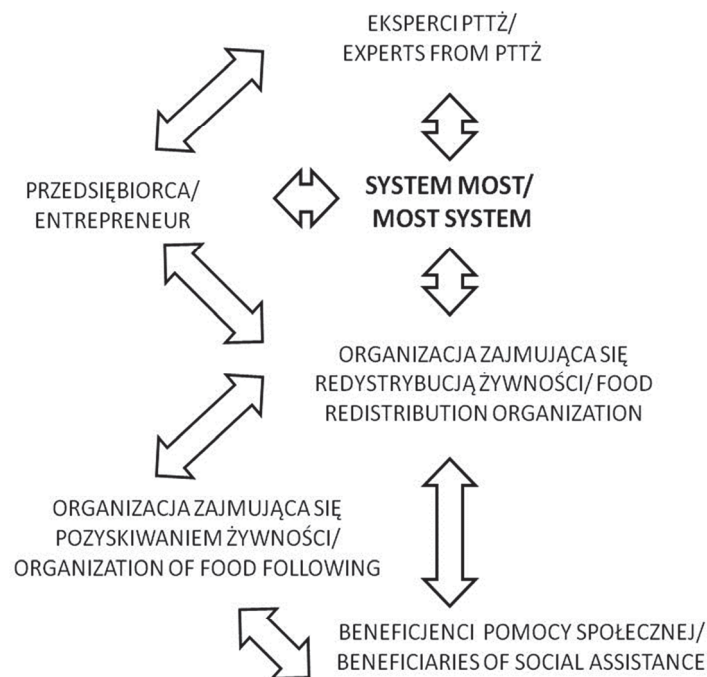 EKSPERCI PTTŻ/
EXPERTS FROM PTTŻ
PRZEDSIĘBIORCA/
ENTREPRENEUR
SYSTEM MOST/
MOST SYSTEM
ORGANIZACJA ZAJMUJĄCA SIĘ
REDYSTRYBUCJĄ ŻYWNOŚCI/ FOOD
REDISTRIBUTION ORGANIZATION
ORGANIZACJA ZAJMUJĄCA SIĘ
POZYSKIWANIEM ŻYWNOŚCI/
ORGANIZATION OF FOOD FOLLOWING
BENEFICJENCI POMOCY SPOŁECZNEJ/
BENEFICIARIES OF SOCIAL ASSISTANCE